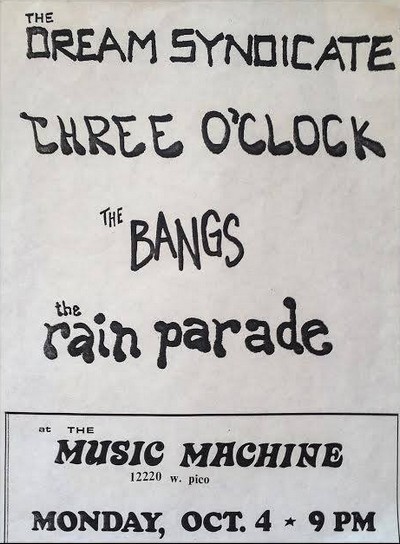 THE
DREAM SYNDICATE
THREE O'CLOCK
THE
BANGS
the
rain parade
at THE
MUSIC MACHINE
12220 w. pico
MONDAY, OCT. 4 ★ 9 PM